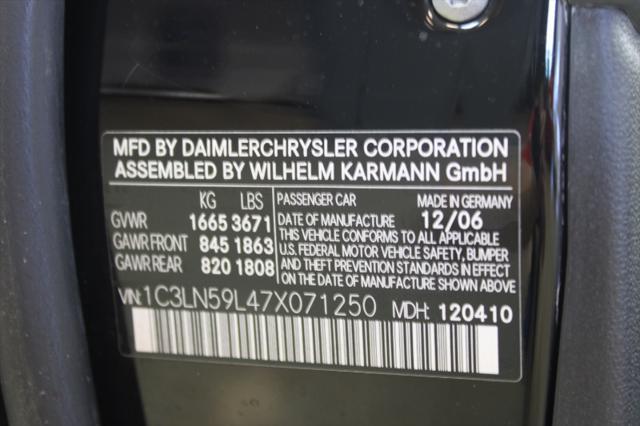 MFD BY DAIMLERCHRYSLER CORPORATION
ASSEMBLED BY WILHELM KARMANN GmbH
KG LBS
GVWR 1665 3671
GAWR FRONT 845 1863
GAWR REAR 820 1808
PASSENGER CAR MADE IN GERMANY
DATE OF MANUFACTURE 12/06
THIS VEHICLE CONFORMS TO ALL APPLICABLE
U.S. FEDERAL MOTOR VEHICLE SAFETY, BUMPER
AND THEFT PREVENTION STANDARDS IN EFFECT
ON THE DATE OF MANUFACTURE SHOWN ABOVE
VIN: 1C3LN59L47X071250 MDH: 120410